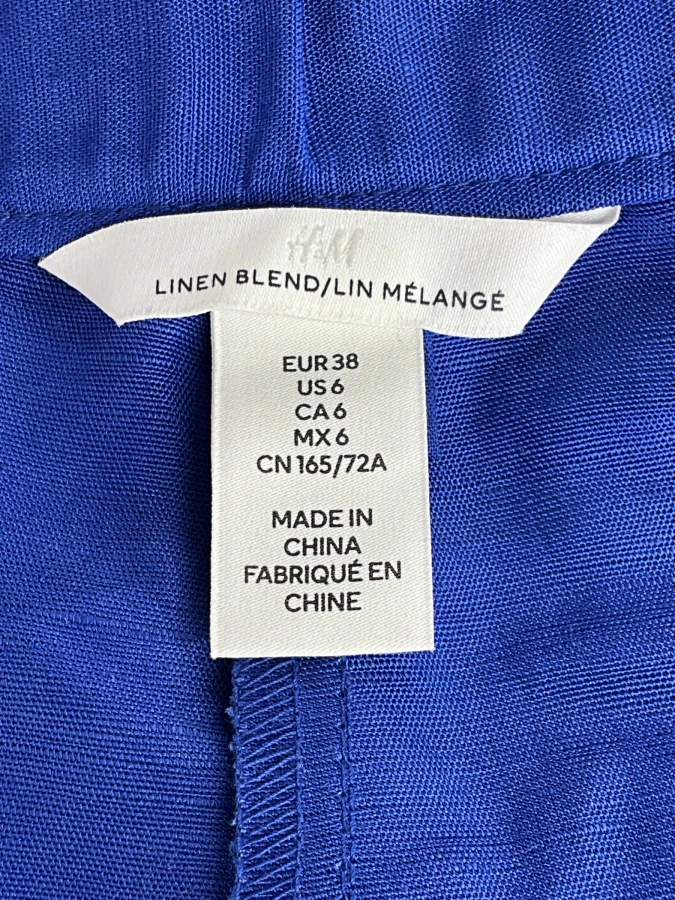 H&M
LINEN BLEND/LIN MÉLANGÉ
EUR 38
US 6
CA 6
MX 6
CN 165/72A
MADE IN
CHINA
FABRIQUÉ EN
CHINE